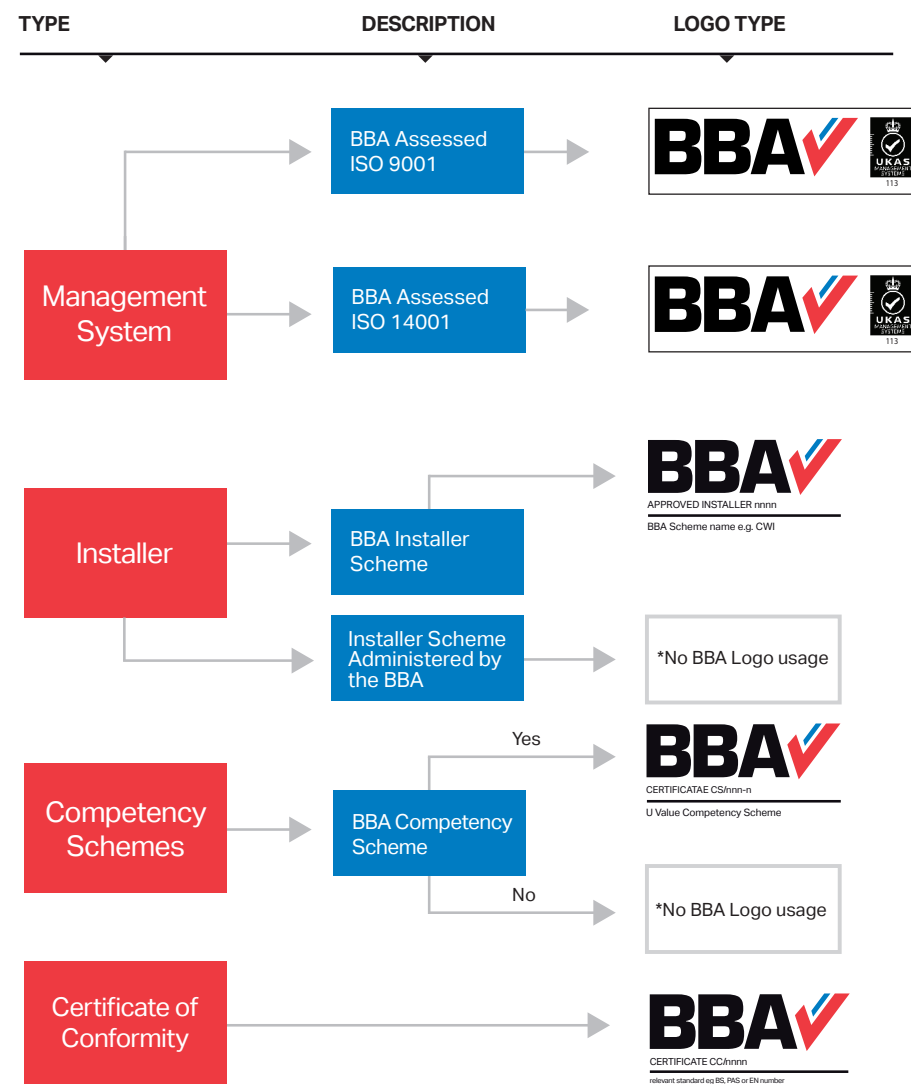 TYPE DESCRIPTION LOGO TYPE
BBA Assessed
ISO 9001
BBA
UKAS
MANAGEMENT
SYSTEMS
113
Management
System
BBA Assessed
ISO 14001
BBA
UKAS
MANAGEMENT
SYSTEMS
113
Installer
BBA Installer
Scheme
BBA
APPROVED INSTALLER nnnn
BBA Scheme name e.g. CWI
Installer Scheme
Administered by
the BBA
*No BBA Logo usage
Competency
Schemes
BBA Competency
Scheme
Yes
BBA
CERTIFICATAE CS/nnn-n
U Value Competency Scheme
No
*No BBA Logo usage
Certificate of
Conformity
BBA
CERTIFICATE CC/nnnn
relevant standard eg BS, PAS or EN number